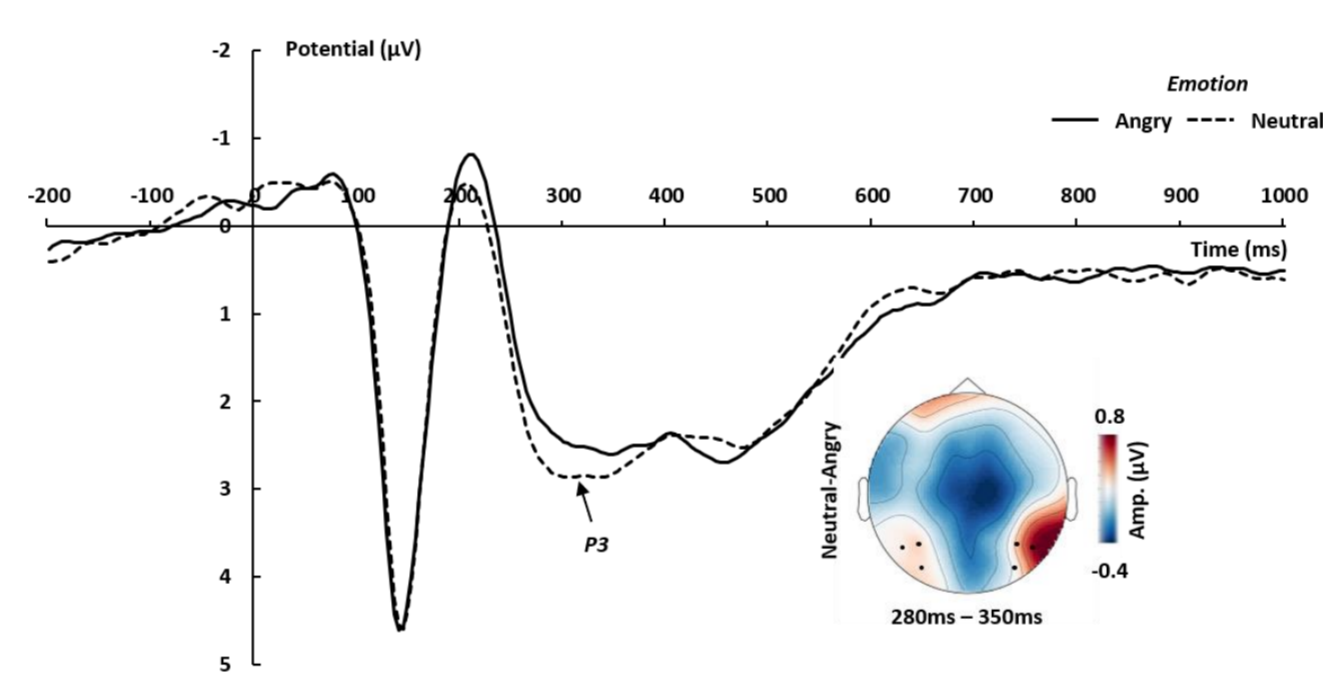 -2
Potential (µV)
Emotion
Angry
Neutral
-1
-200 -100 0 100 200 300 400 500 600 700 800 900 1000
0
Time (ms)
1
2
3
4
5
P3
Neutral-Angry
0.8
Amp. (µV)
-0.4
280ms – 350ms